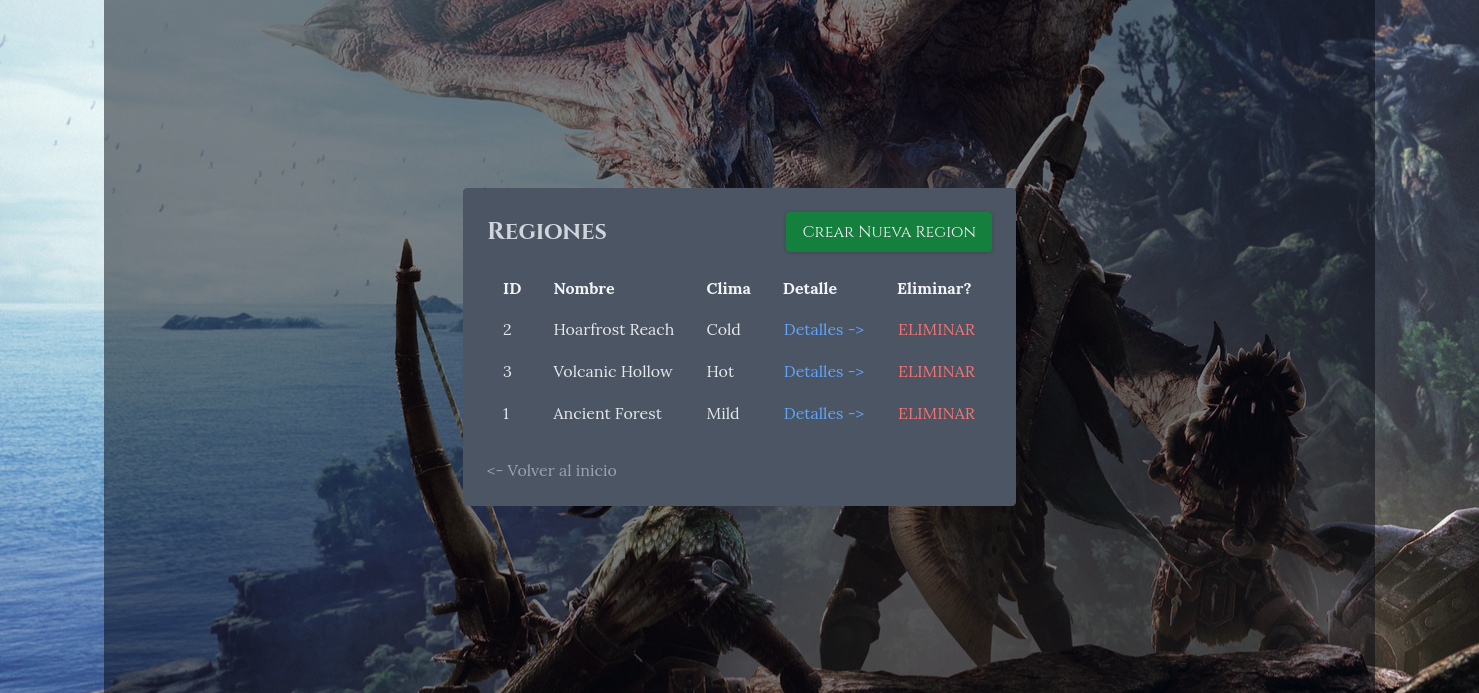 Regiones Crear Nueva Region
ID Nombre Clima Detalle Eliminar?
2 Hoarfrost Reach Cold Detalles -> ELIMINAR
3 Volcanic Hollow Hot Detalles -> ELIMINAR
1 Ancient Forest Mild Detalles -> ELIMINAR
<- Volver al inicio